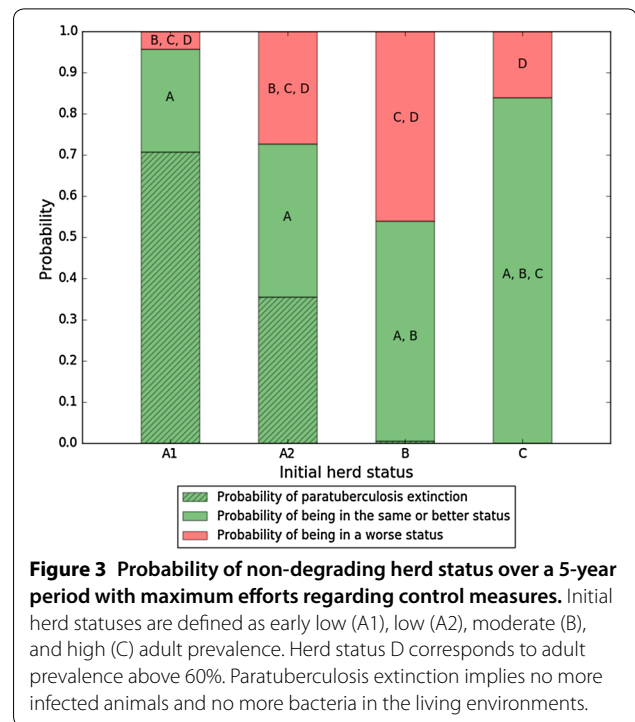 1.0
0.9
0.8
0.7
0.6
0.5
0.4
0.3
0.2
0.1
0.0
Probability
B, C, D
A
B, C, D
A
C, D
A, B
D
A, B, C
A1 A2 B C
Initial herd status
Probability of paratuberculosis extinction
Probability of being in the same or better status
Probability of being in a worse status
Figure 3 Probability of non-degrading herd status over a 5-year
period with maximum efforts regarding control measures. Initial
herd statuses are defined as early low (A1), low (A2), moderate (B),
and high (C) adult prevalence. Herd status D corresponds to adult
prevalence above 60%. Paratuberculosis extinction implies no more
infected animals and no more bacteria in the living environments.